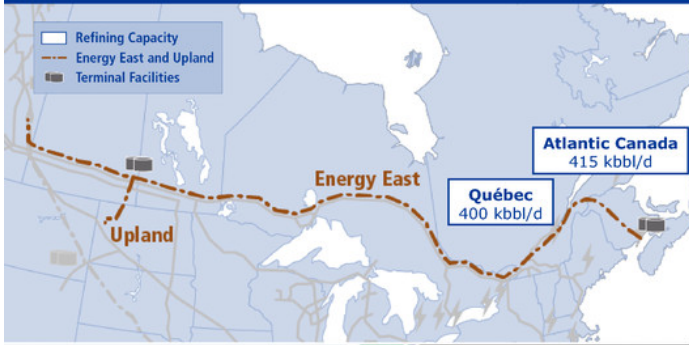 Refining Capacity
Energy East and Upland
Terminal Facilities
Atlantic Canada
415 kbbl/d
Energy East
Québec
400 kbbl/d
Upland